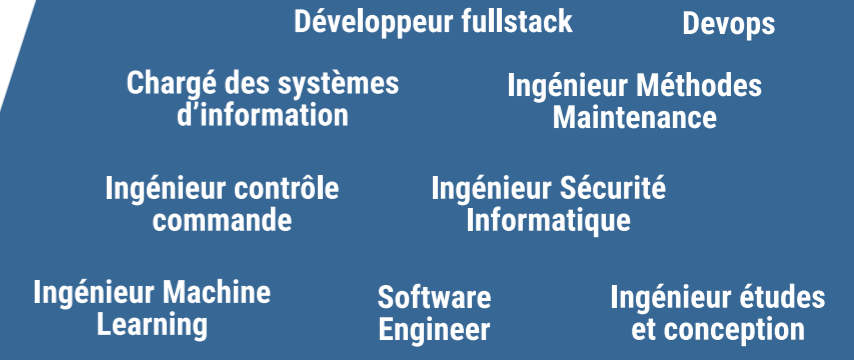 Développeur fullstack
Devops
Chargé des systèmes
d'information
Ingénieur Méthodes
Maintenance
Ingénieur contrôle
commande
Ingénieur Sécurité
Informatique
Ingénieur Machine
Learning
Software
Engineer
Ingénieur études
et conception